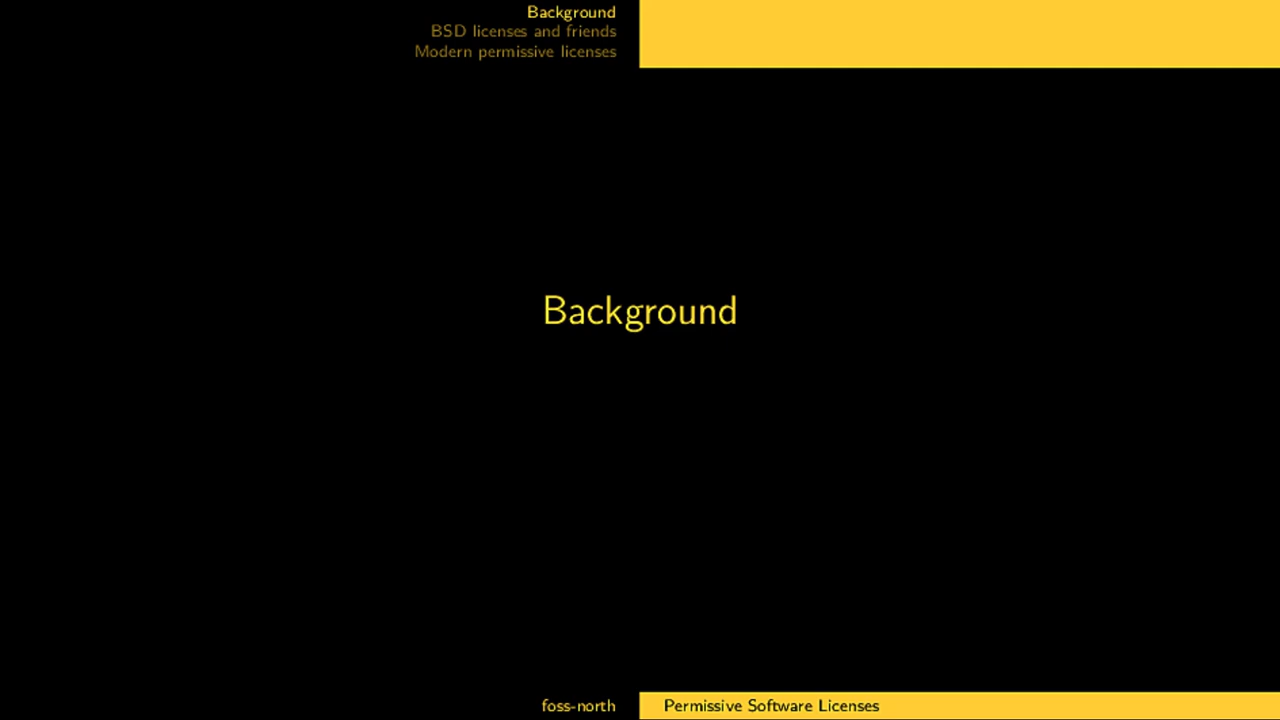 Background
BSD licenses and friends
Modern permissive licenses
Background
foss-north
Permissive Software Licenses